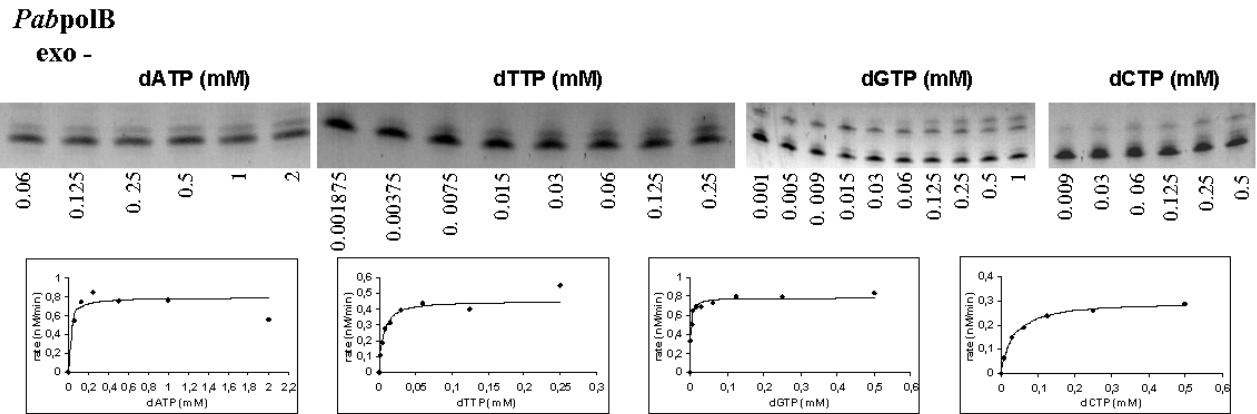 PabpolB
exo -
dATP (mM) dTTP (mM) dGTP (mM) dCTP (mM)
0.06 0.125 0. 25 0.5 1 2 0.001875 0.00375 0. 0075 0.015 0.03 0.06 0.125 0.25 0.001 0.005 0. 009 0.015 0.03 0.06 0.125 0.25 0.5 1 0.009 0.03 0. 06 0.125 0.25 0.5
rate (nM/min)
1
0,8
0,6
0,4
0,2
0
0 0,2 0,4 0,6 0,8 1 1,2 1,4 1,6 1,8 2 2,2
dATP (mM)
rate (nM/min)
0,6
0,5
0,4
0,3
0,2
0,1
0
0 0,05 0,1 0,15 0,2 0,25 0,3
dTTP (mM)
rate (nM/min)
1
0,8
0,6
0,4
0,2
0
0 0,1 0,2 0,3 0,4 0,5 0,6
dGTP (mM)
rate (nM/min)
0,4
0,3
0,2
0,1
0
0 0,1 0,2 0,3 0,4 0,5 0,6
dCTP (mM)